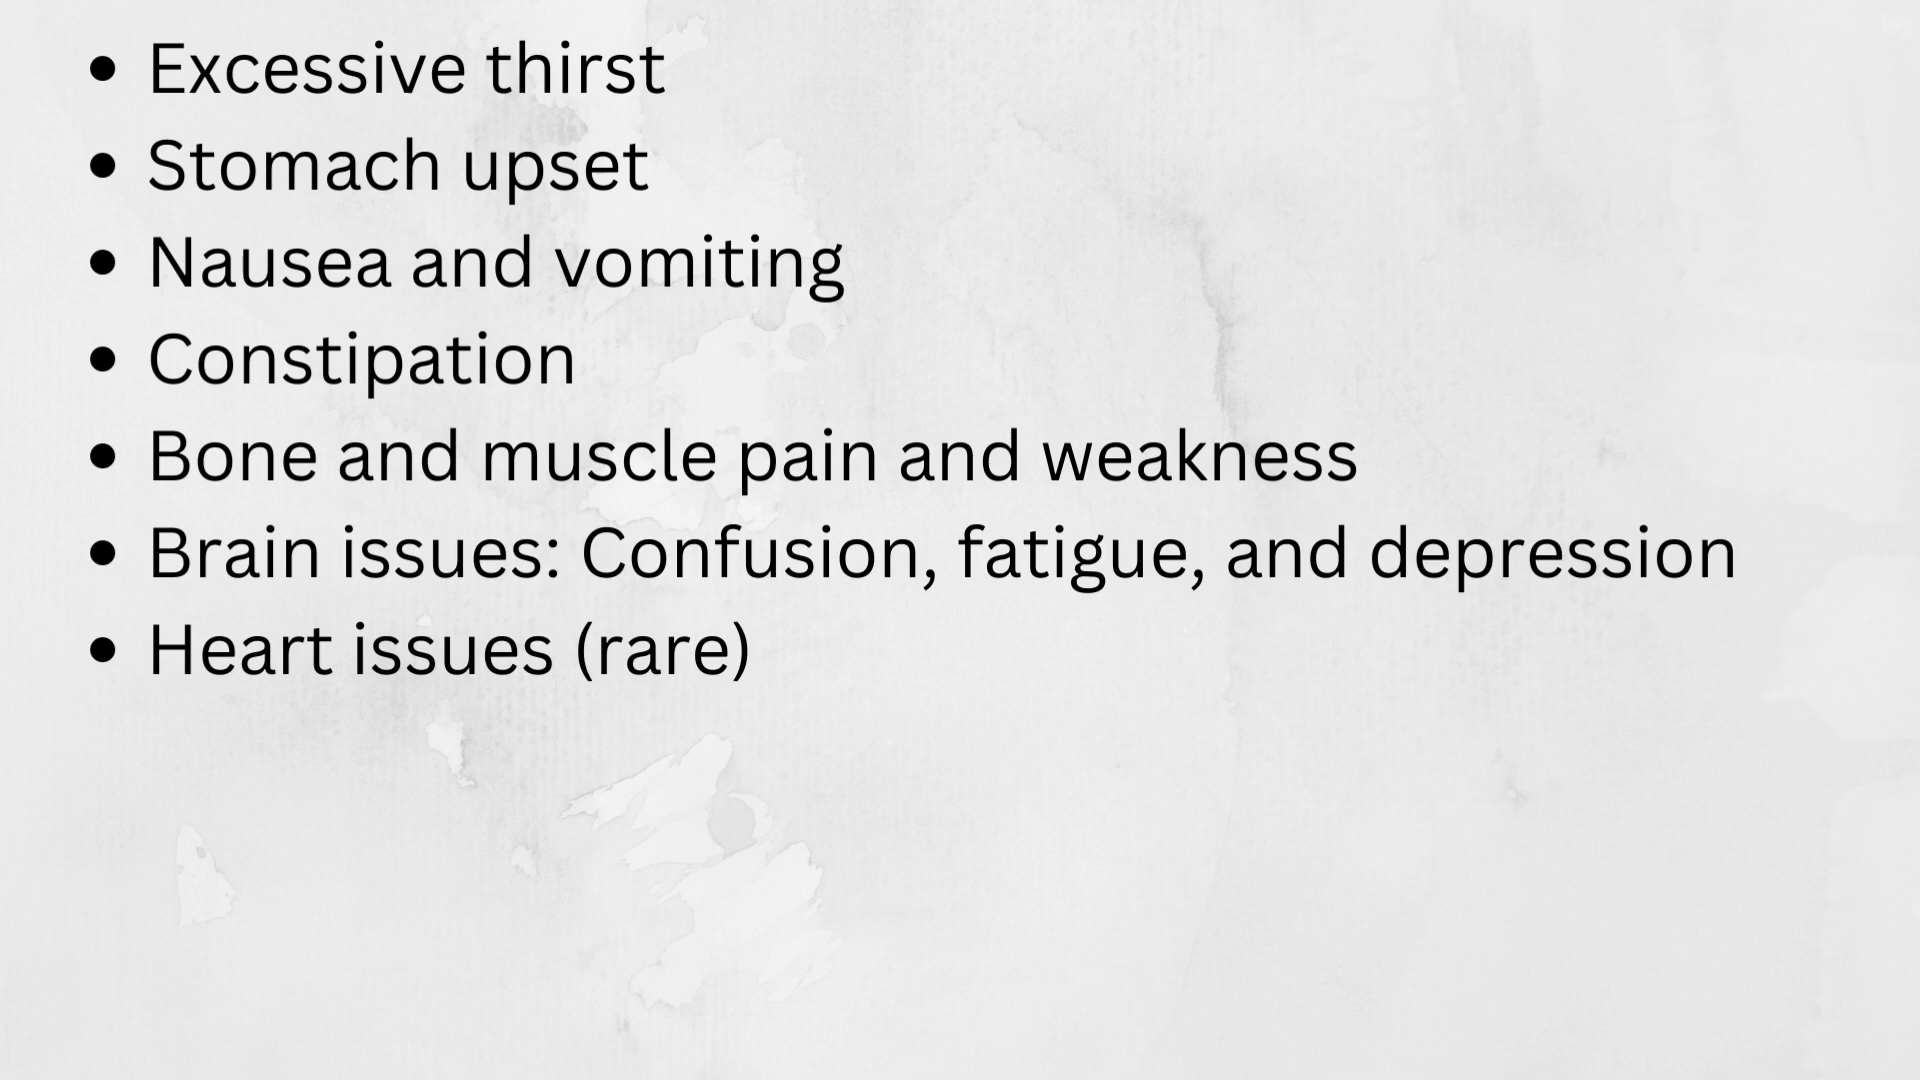 • Excessive thirst
• Stomach upset
• Nausea and vomiting
• Constipation
• Bone and muscle pain and weakness
• Brain issues: Confusion, fatigue, and depression
• Heart issues (rare)